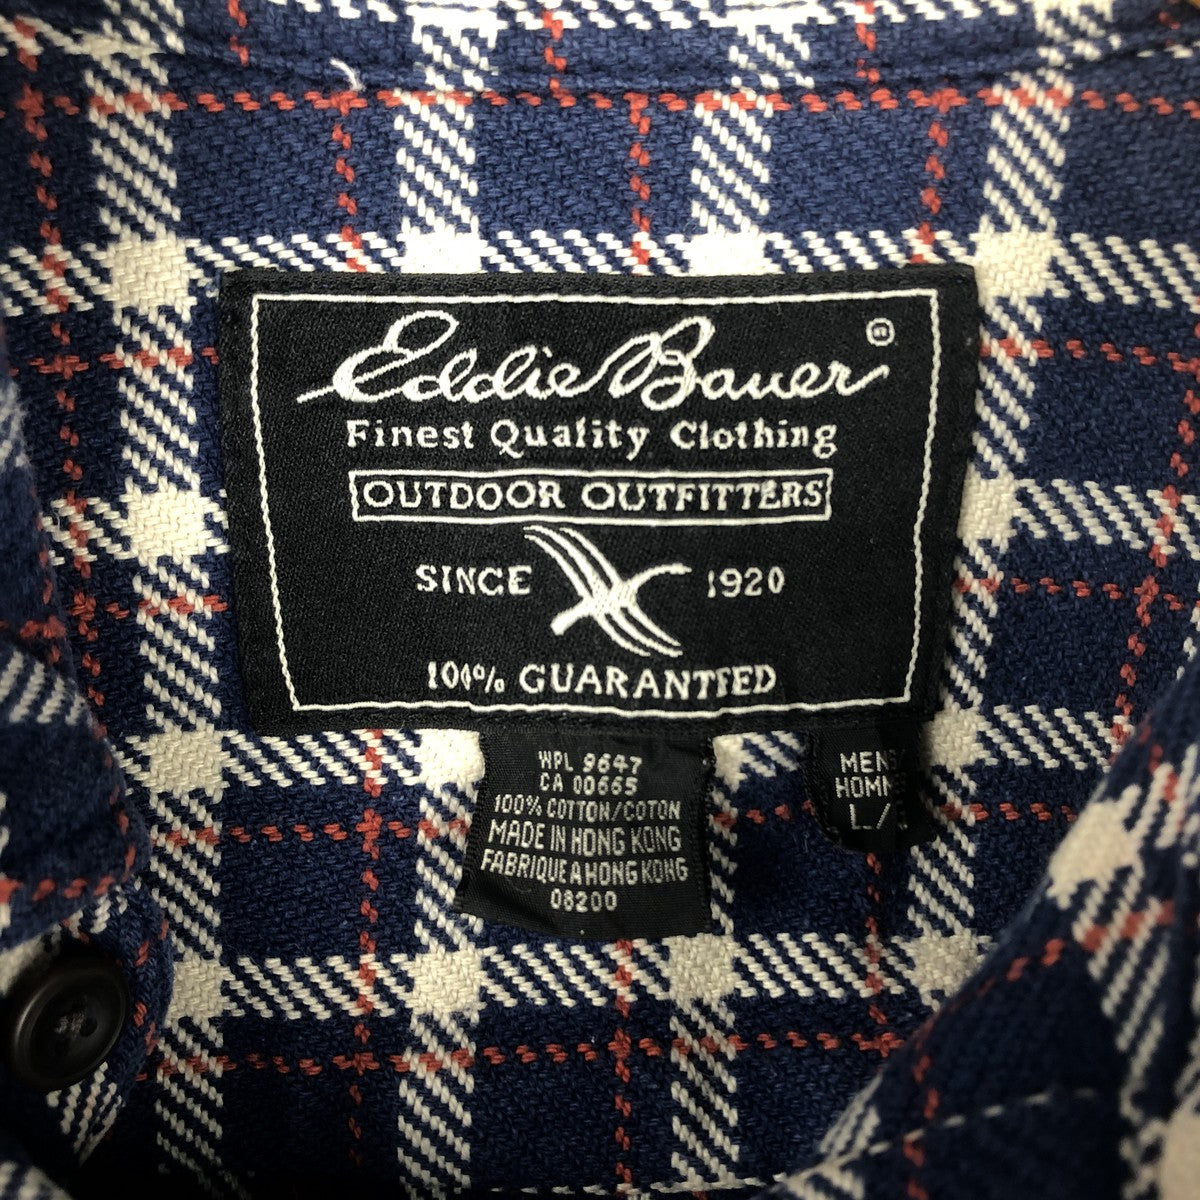 Eddie Bauer ®
Finest Quality Clothing
OUTDOOR OUTFITTERS
SINCE 1920
100% GUARANTEED
WPL 9647
CA 00665
100% COTTON/COTON
MADE IN HONG KONG
FABRIQUE A HONG KONG
08200
MENS
HOMME
L/